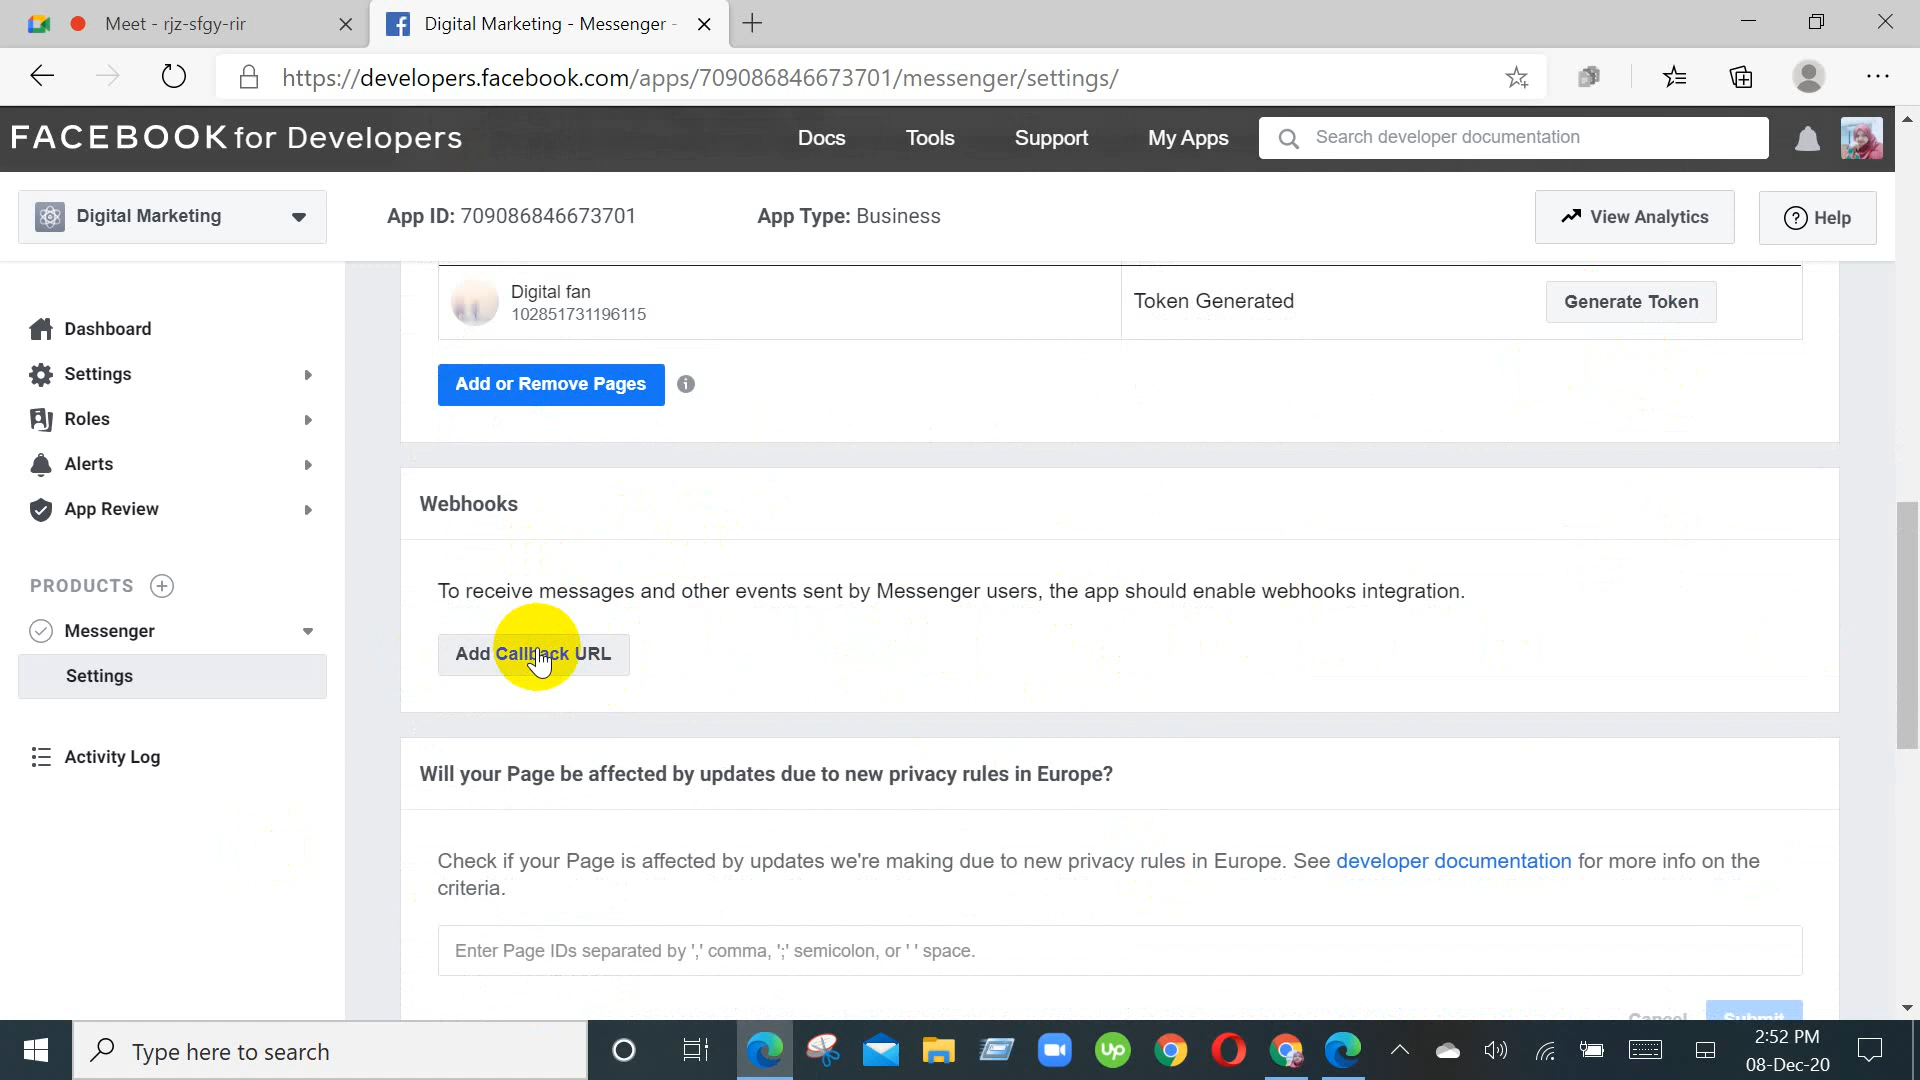 Meet - rjz-sfgy-rir
Digital Marketing - Messenger -
https://developers.facebook.com/apps/709086846673701/messenger/settings/
FACEBOOK for Developers
Docs
Tools
Support
My Apps
Search developer documentation
Digital Marketing
App ID: 709086846673701
App Type: Business
View Analytics
Help
Digital fan
102851731196115
Token Generated
Generate Token
Add or Remove Pages
Dashboard
Settings
Roles
Alerts
App Review
PRODUCTS
Messenger
Settings
Activity Log
Webhooks
To receive messages and other events sent by Messenger users, the app should enable webhooks integration.
Add Callback URL
Will your Page be affected by updates due to new privacy rules in Europe?
Check if your Page is affected by updates we're making due to new privacy rules in Europe. See developer documentation for more info on the
criteria.
Enter Page IDs separated by ',' comma, ';' semicolon, or ' ' space.
Cancel
Submit
Type here to search
Up
2:52 PM
08-Dec-20